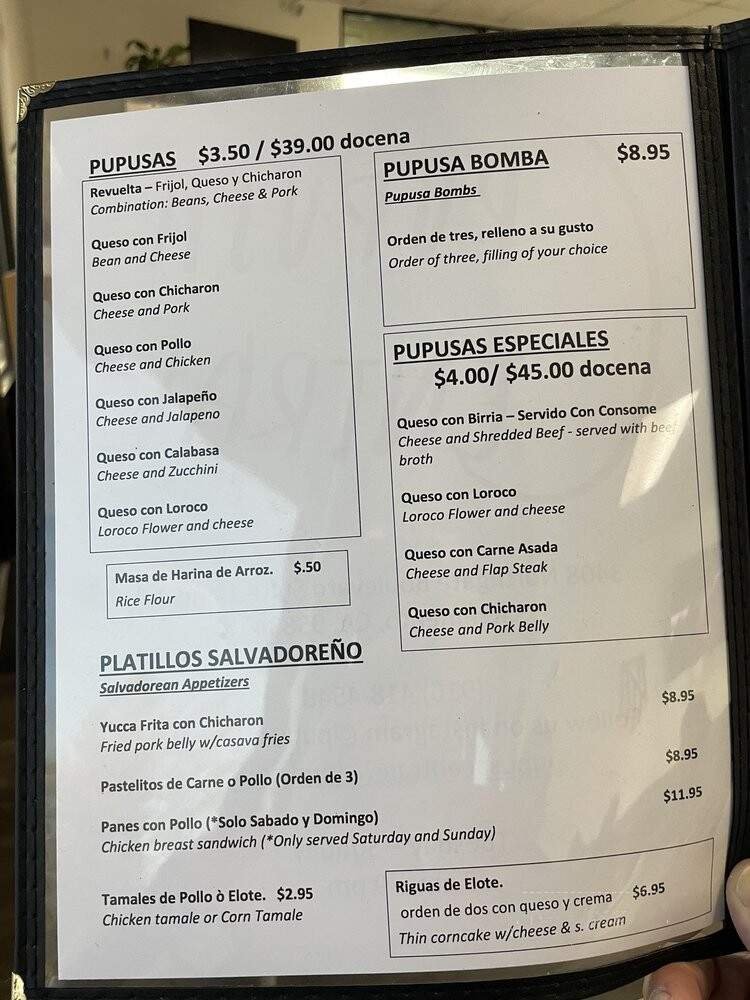 PUPUSAS $3.50 / $39.00 docena
Revuelta – Frijol, Queso y Chicharon
Combination: Beans, Cheese & Pork
Queso con Frijol
Bean and Cheese
Queso con Chicharon
Cheese and Pork
Queso con Pollo
Cheese and Chicken
Queso con Jalapeño
Cheese and Jalapeno
Queso con Calabasa
Cheese and Zucchini
Queso con Loroco
Loroco Flower and cheese
Masa de Harina de Arroz. $.50
Rice Flour
PUPUSA BOMBA $8.95
Pupusa Bombs
Orden de tres, relleno a su gusto
Order of three, filling of your choice
PUPUSAS ESPECIALES
$4.00/ $45.00 docena
Queso con Birria – Servido Con Consome
Cheese and Shredded Beef - served with beef
broth
Queso con Loroco
Loroco Flower and cheese
Queso con Carne Asada
Cheese and Flap Steak
Queso con Chicharon
Cheese and Pork Belly
PLATILLOS SALVADOREÑO
Salvadorean Appetizers
Yucca Frita con Chicharon $8.95
Fried pork belly w/casava fries
Pastelitos de Carne o Pollo (Orden de 3) $8.95
Panes con Pollo (*Solo Sabado y Domingo) $11.95
Chicken breast sandwich (*Only served Saturday and Sunday)
Tamales de Pollo ò Elote. $2.95
Chicken tamale or Corn Tamale
Riguas de Elote.
orden de dos con queso y crema $6.95
Thin corncake w/cheese & s. cream